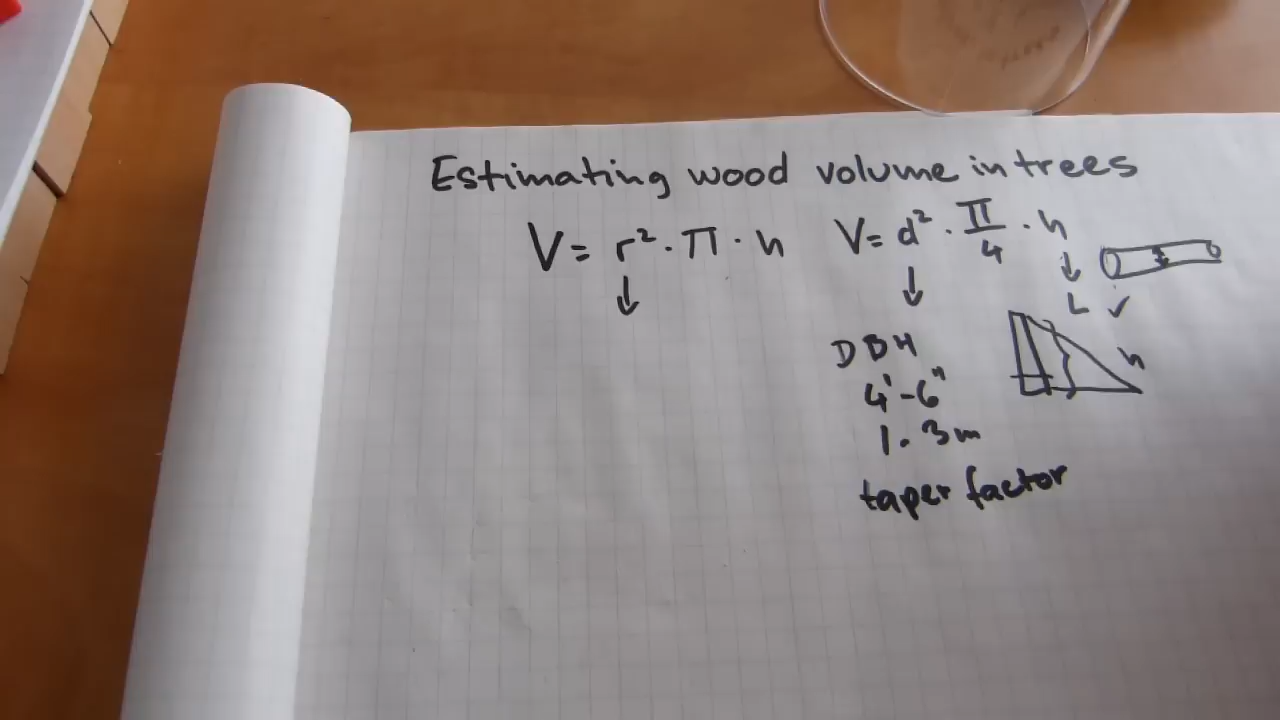 Estimating wood volume in trees
V = r² · π · h
V = d² · π/4 · h
L ✓
h
DBH
4'-6"
1.3m
taper factor